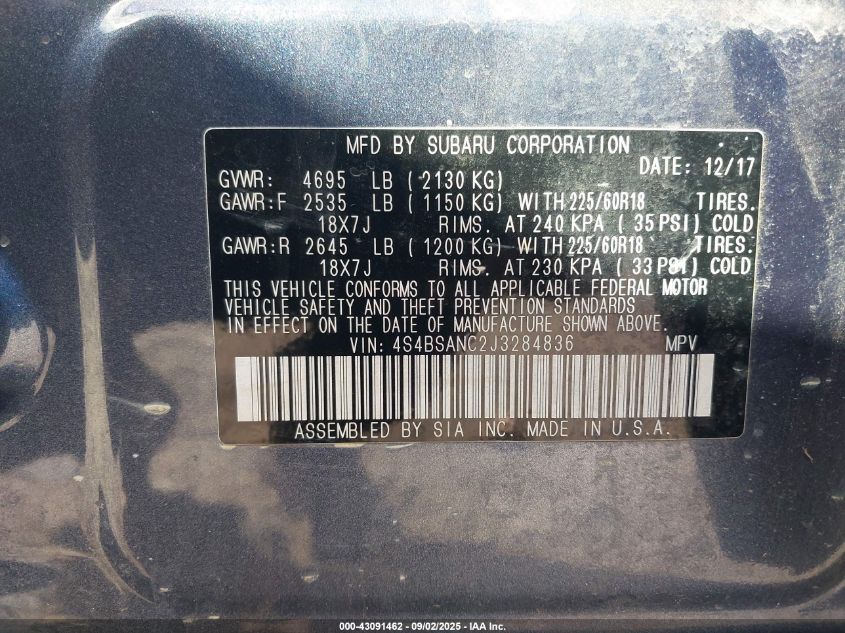 MFD BY SUBARU CORPORATION
DATE: 12/17
GVWR: 4695 LB (2130 KG)
GAWR:F 2535 LB (1150 KG) WITH 225/60R18 TIRES.
18X7J RIMS. AT 240 KPA (35 PSI) COLD
GAWR:R 2645 LB (1200 KG) WITH 225/60R18 TIRES.
18X7J RIMS. AT 230 KPA (33 PSI) COLD
THIS VEHICLE CONFORMS TO ALL APPLICABLE FEDERAL MOTOR
VEHICLE SAFETY AND THEFT PREVENTION STANDARDS
IN EFFECT ON THE DATE OF MANUFACTURE SHOWN ABOVE.
VIN: 4S4BSANC2J3284836 MPV
ASSEMBLED BY SIA INC. MADE IN U.S.A.
000-43091462 - 09/02/2025 - IAA Inc.